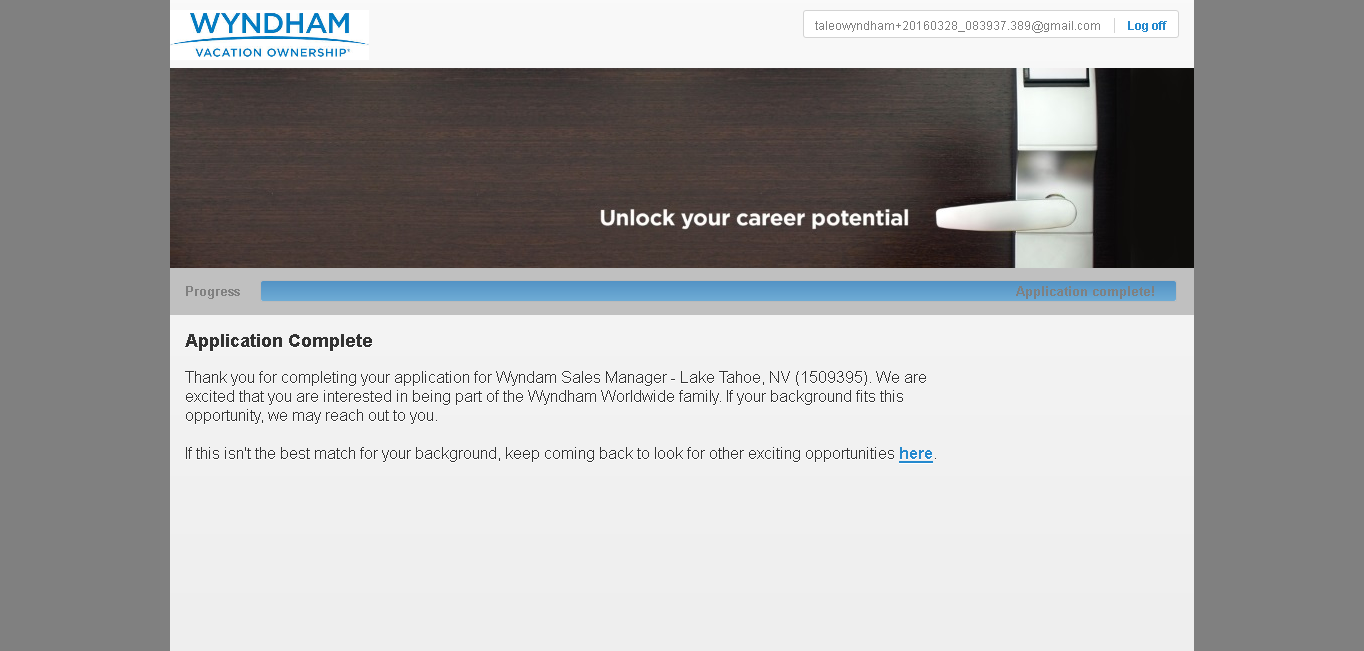 WYNDHAM
VACATION OWNERSHIP®
taleowyndham+20160328_083937.389@gmail.com Log off
Unlock your career potential
Progress Application complete!
Application Complete
Thank you for completing your application for Wyndam Sales Manager - Lake Tahoe, NV (1509395). We are
excited that you are interested in being part of the Wyndham Worldwide family. If your background fits this
opportunity, we may reach out to you.
If this isn't the best match for your background, keep coming back to look for other exciting opportunities here.